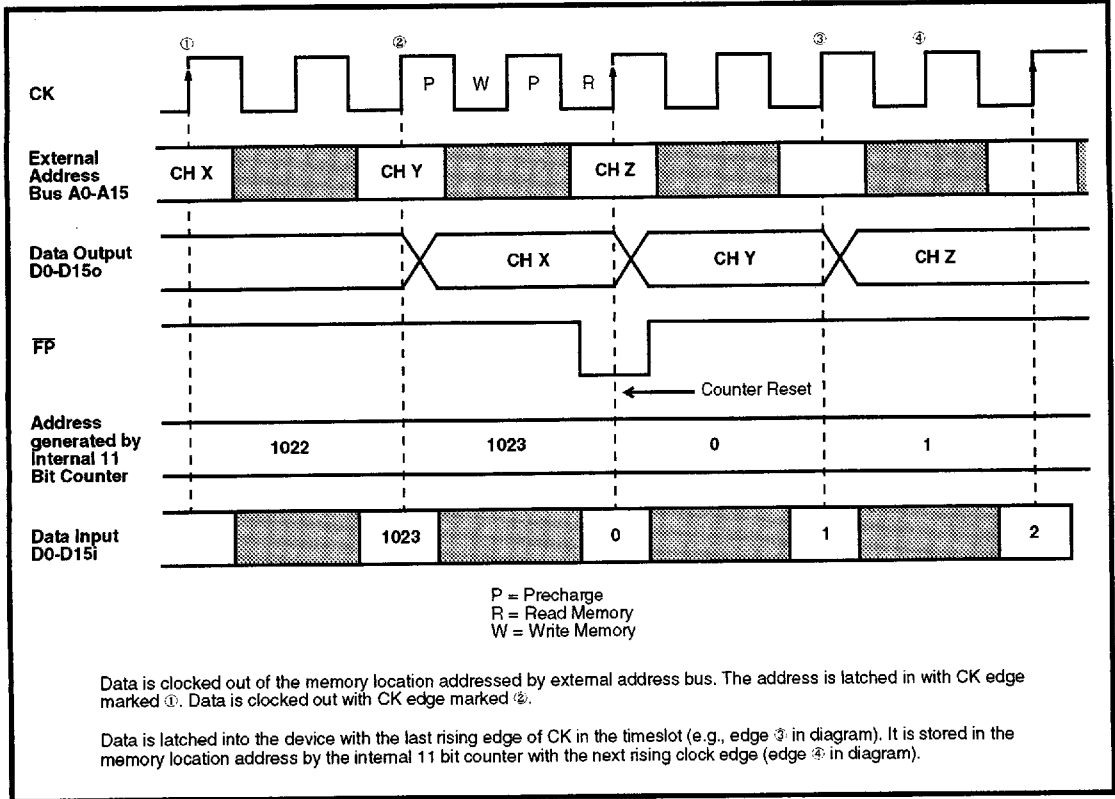 ① ② ③ ④
CK
P W P R
External
Address
Bus A0-A15
CH X CH Y CH Z
Data Output
D0-D15o
CH X CH Y CH Z
FP
Counter Reset
Address
generated by
Internal 11
Bit Counter
1022 1023 0 1
Data Input
D0-D15i
1023 0 1 2
P = Precharge
R = Read Memory
W = Write Memory
Data is clocked out of the memory location addressed by external address bus. The address is latched in with CK edge
marked ①. Data is clocked out with CK edge marked ②.
Data is latched into the device with the last rising edge of CK in the timeslot (e.g., edge ③ in diagram). It is stored in the
memory location address by the internal 11 bit counter with the next rising clock edge (edge ④ in diagram).